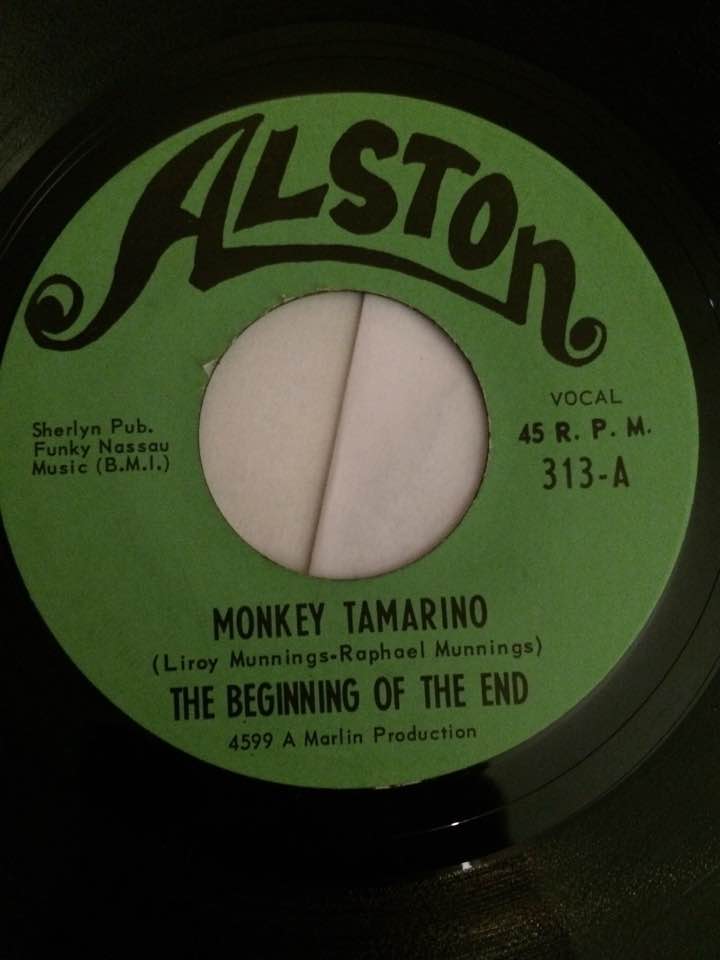 ALSTON
Sherlyn Pub.
Funky Nassau
Music (B.M.I.)
VOCAL
45 R. P. M.
313-A
MONKEY TAMARINO
(Liroy Munnings-Raphael Munnings)
THE BEGINNING OF THE END
4599 A Marlin Production